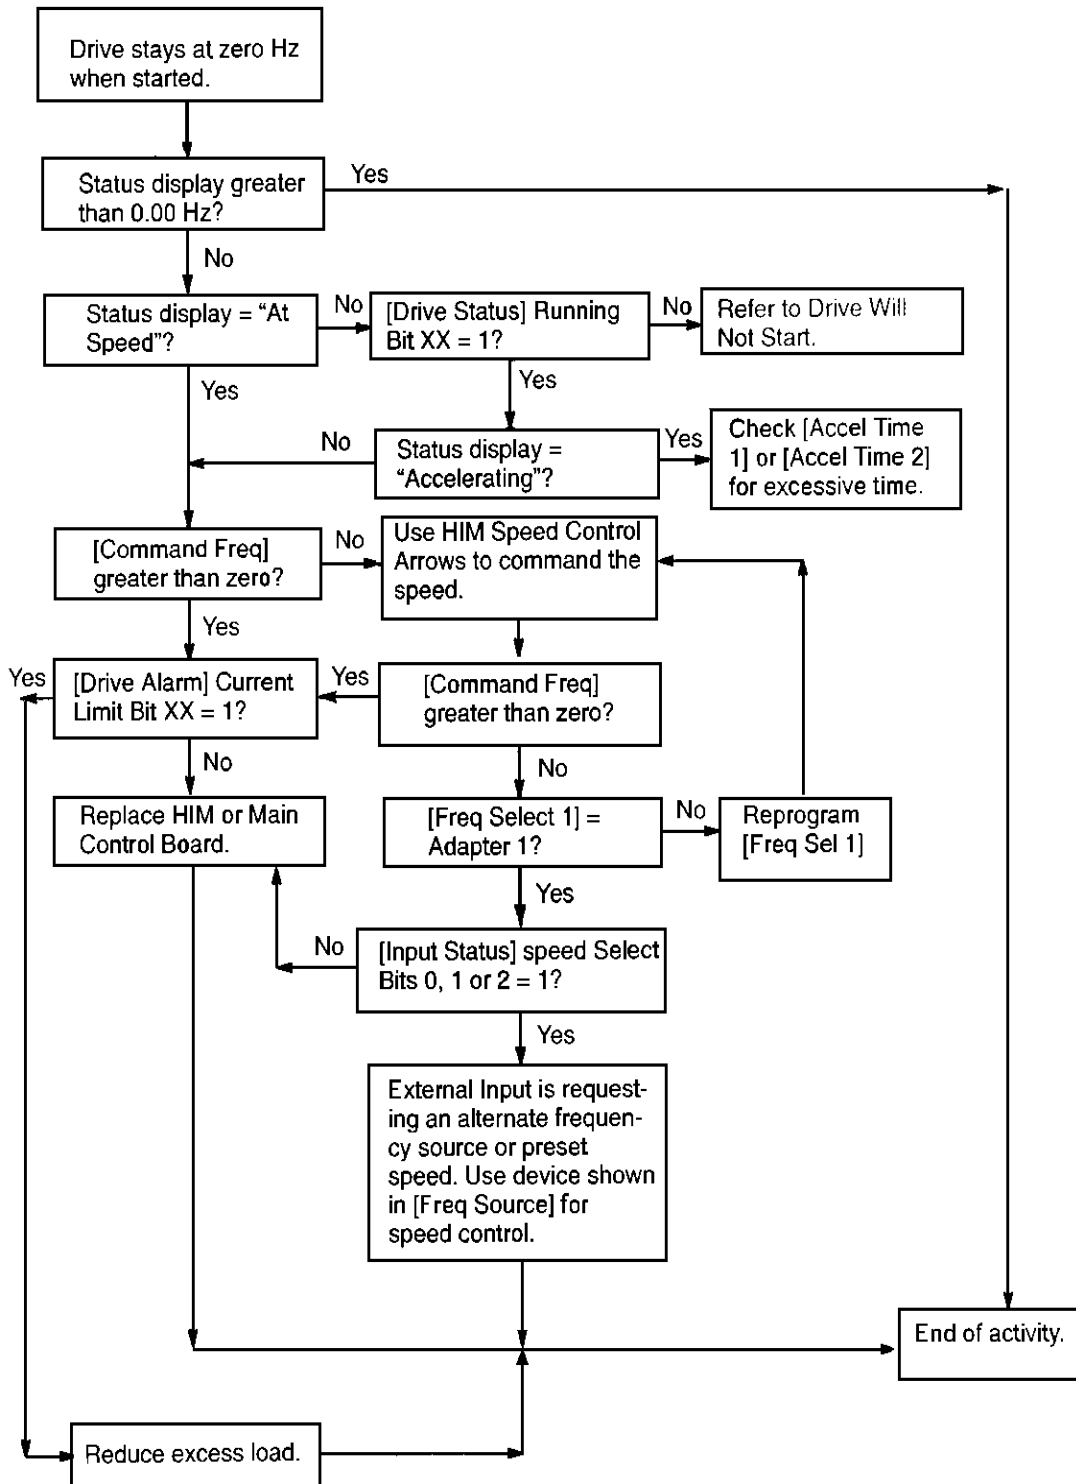 Drive stays at zero Hz
when started.
Status display greater
than 0.00 Hz?
Yes
No
Status display = “At
Speed”?
No
[Drive Status] Running
Bit XX = 1?
No
Refer to Drive Will
Not Start.
Yes
Yes
No
Status display =
“Accelerating”?
Yes
Check [Accel Time
1] or [Accel Time 2]
for excessive time.
[Command Freq]
greater than zero?
No
Use HIM Speed Control
Arrows to command the
speed.
Yes
Yes
[Drive Alarm] Current
Limit Bit XX = 1?
Yes
[Command Freq]
greater than zero?
No
No
Replace HIM or Main
Control Board.
[Freq Select 1] =
Adapter 1?
No
Reprogram
[Freq Sel 1]
Yes
No
[Input Status] speed Select
Bits 0, 1 or 2 = 1?
Yes
External Input is request-
ing an alternate frequen-
cy source or preset
speed. Use device shown
in [Freq Source] for
speed control.
End of activity.
Reduce excess load.